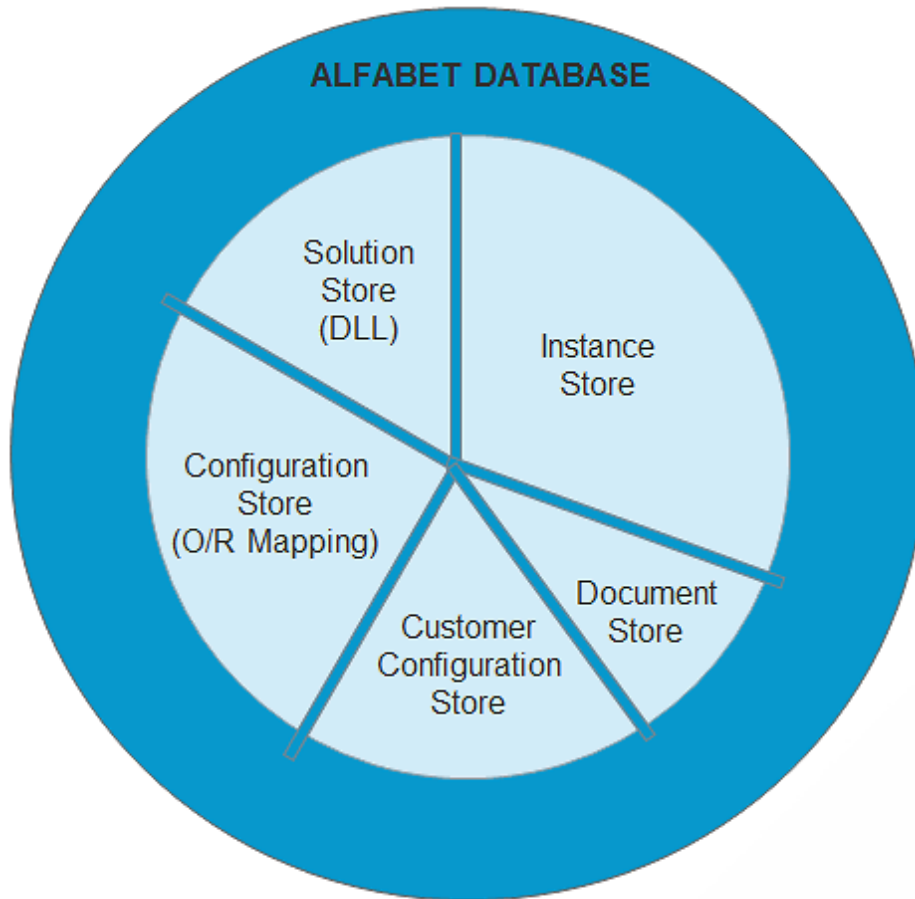 ALFABET DATABASE
Solution
Store
(DLL)
Instance
Store
Configuration
Store
(O/R Mapping)
Document
Store
Customer
Configuration
Store